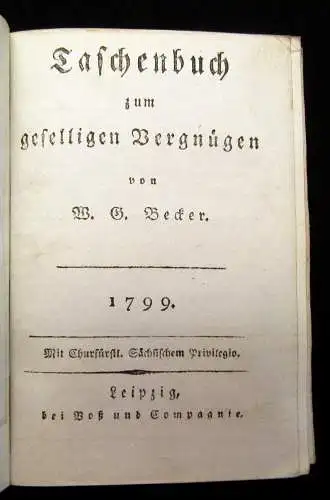 Taschenbuch
zum
geselligen Vergnügen
von
W. G. Becker.
1799.
Mit Churfürstl. Sächsischem Privilegio.
Leipzig,
bei Voß und Compagnie.